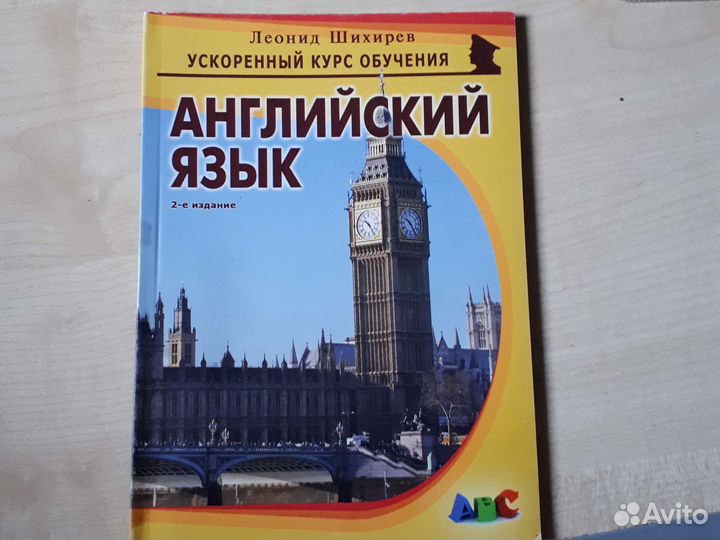 Леонид Шихирев
УСКОРЕННЫЙ КУРС ОБУЧЕНИЯ
АНГЛИЙСКИЙ
ЯЗЫК
2-е издание
ABC
Avito